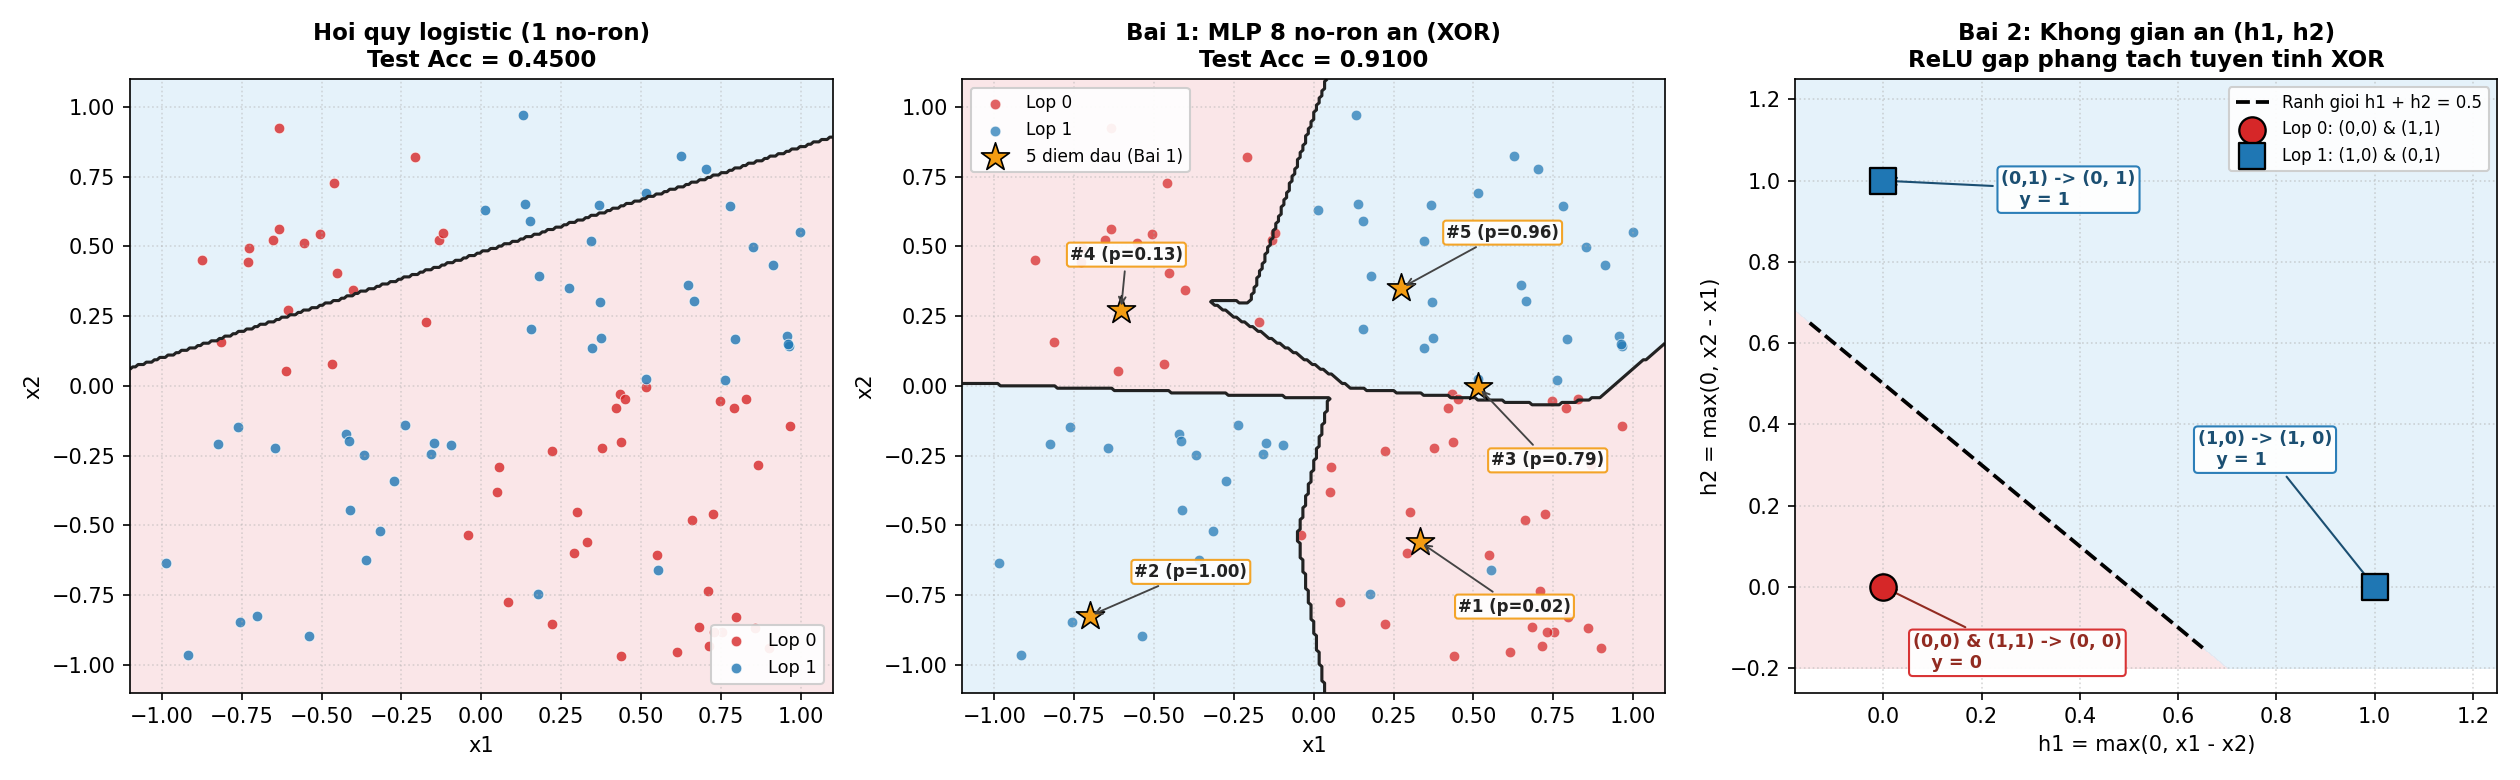 Hoi quy logistic (1 no-ron)
Test Acc = 0.4500
1.00
0.75
0.50
0.25
0.00
−0.25
−0.50
−0.75
−1.00
x2
Lop 0
Lop 1
−1.00 −0.75 −0.50 −0.25 0.00 0.25 0.50 0.75 1.00
x1
Bai 1: MLP 8 no-ron an (XOR)
Test Acc = 0.9100
Lop 0
Lop 1
5 diem dau (Bai 1)
1.00
0.75
0.50
0.25
0.00
−0.25
−0.50
−0.75
−1.00
x2
#5 (p=0.96)
#4 (p=0.13)
#3 (p=0.79)
#2 (p=1.00)
#1 (p=0.02)
−1.00 −0.75 −0.50 −0.25 0.00 0.25 0.50 0.75 1.00
x1
Bai 2: Khong gian an (h1, h2)
ReLU gap phang tach tuyen tinh XOR
Ranh gioi h1 + h2 = 0.5
Lop 0: (0,0) & (1,1)
Lop 1: (1,0) & (0,1)
1.2
1.0
0.8
0.6
0.4
0.2
0.0
−0.2
h2 = max(0, x2 - x1)
(0,1) -> (0, 1)
y = 1
(1,0) -> (1, 0)
y = 1
(0,0) & (1,1) -> (0, 0)
y = 0
0.0 0.2 0.4 0.6 0.8 1.0 1.2
h1 = max(0, x1 - x2)